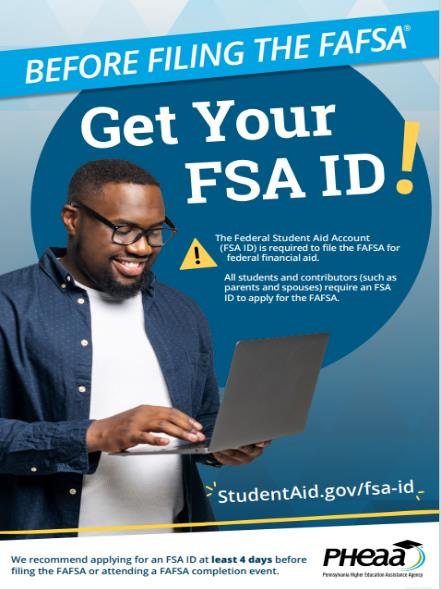 BEFORE FILING THE FAFSA®
Get Your
FSA ID!
The Federal Student Aid Account
(FSA ID) is required to file the FAFSA for
federal financial aid.
All students and contributors (such as
parents and spouses) require an FSA
ID to apply for the FAFSA.
StudentAid.gov/fsa-id
We recommend applying for an FSA ID at least 4 days before
filing the FAFSA or attending a FAFSA completion event.
PHEAA
Pennsylvania Higher Education Assistance Agency